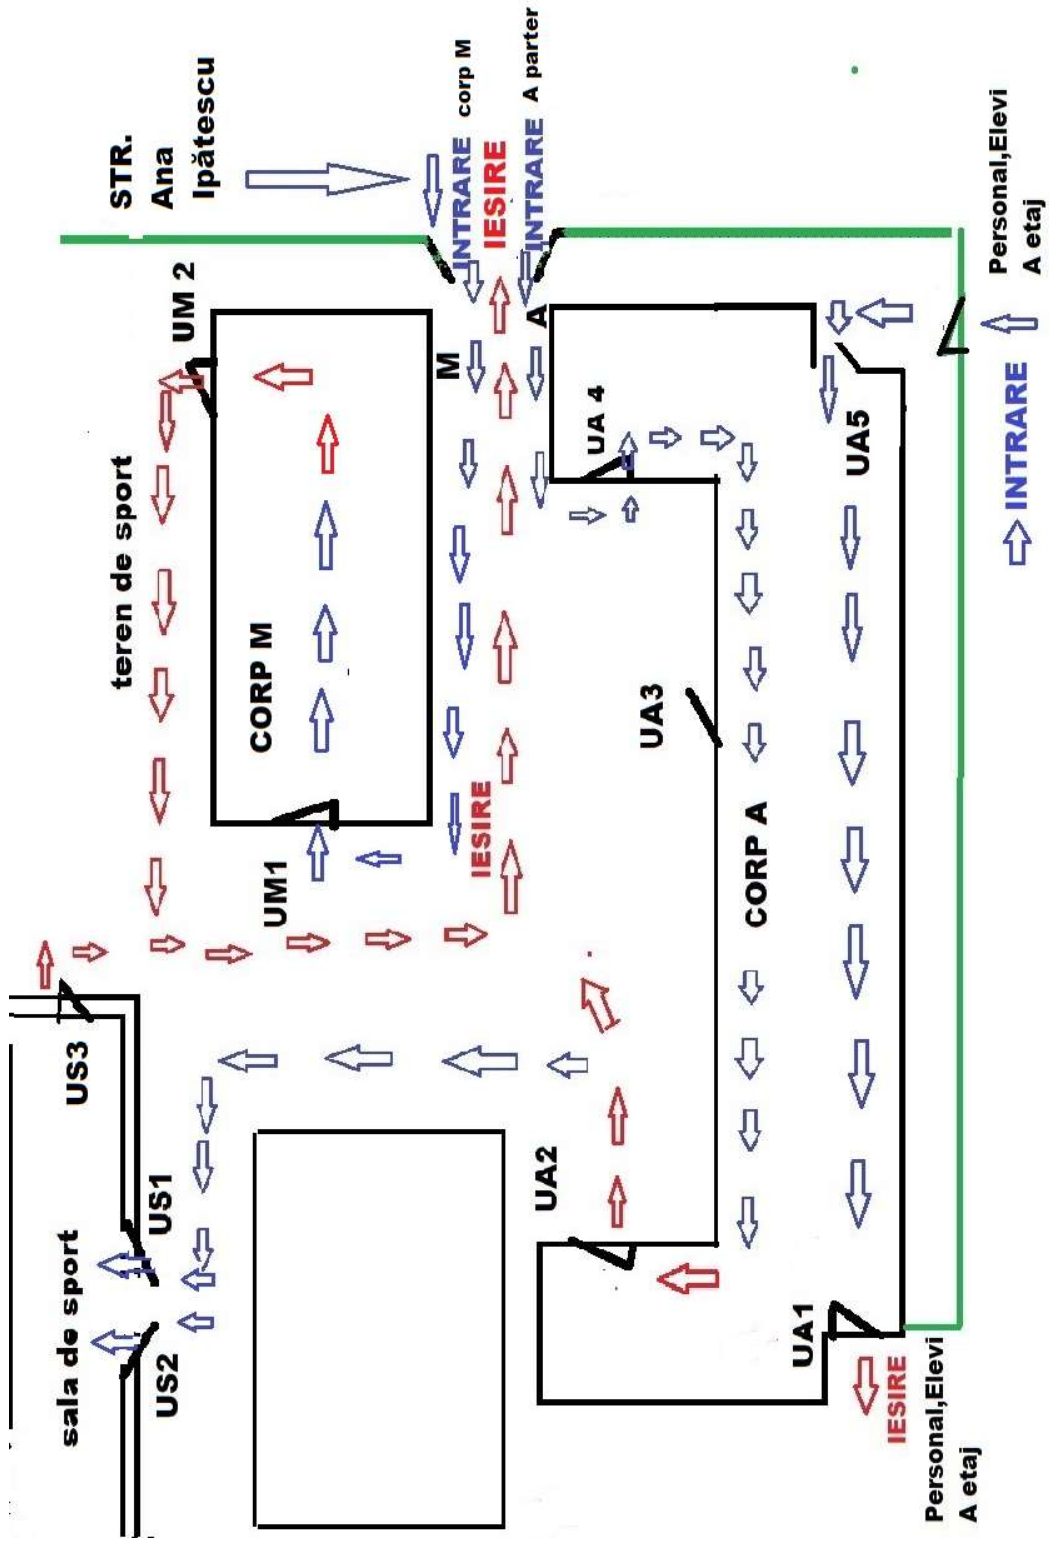 STR.
Ana
Ipătescu
INTRARE corp M
IESIRE
INTRARE A parter
UM 2
M
A
teren de sport
CORP M
UM1
IESIRE
UA 4
UA3
CORP A
UA5
Personal,Elevi
A etaj
INTRARE
US3
US1
sala de sport
US2
UA2
UA1
IESIRE
Personal,Elevi
A etaj